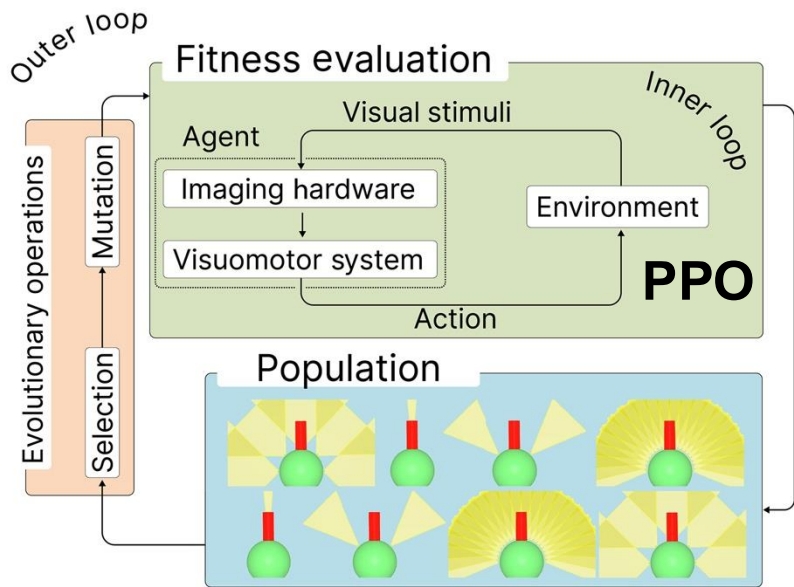 Outer loop
Fitness evaluation
Inner loop
Visual stimuli
Agent
Imaging hardware
Environment
Visuomotor system
PPO
Action
Evolutionary operations
Mutation
Selection
Population